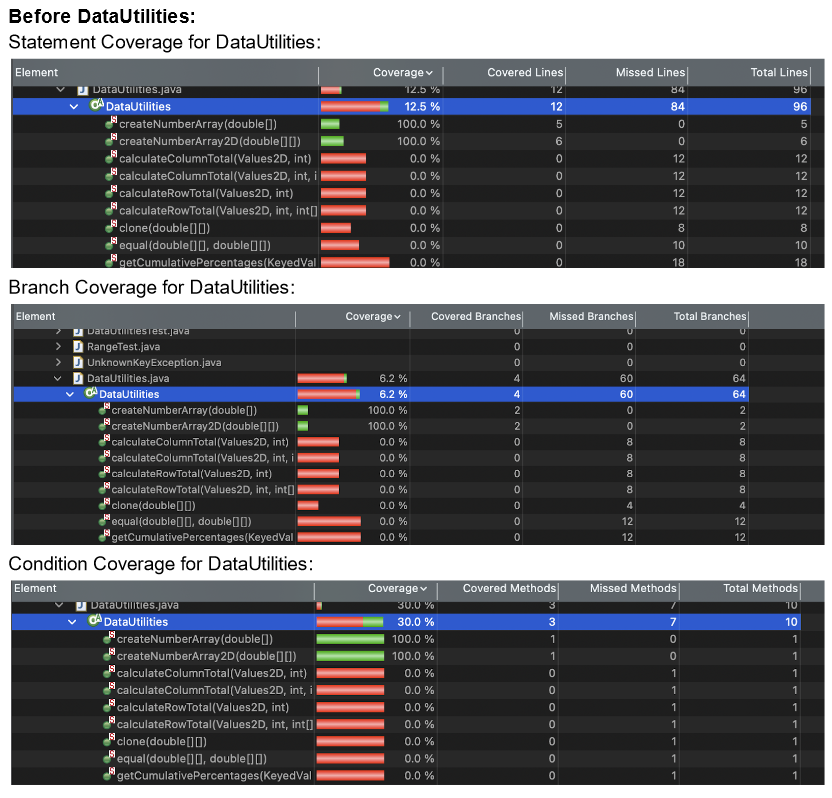 Before DataUtilities:
Statement Coverage for DataUtilities:
Element Coverage Covered Lines Missed Lines Total Lines
DataUtilities.java 12.5 % 12 84 96
DataUtilities 12.5 % 12 84 96
createNumberArray(double[]) 100.0 % 5 0 5
createNumberArray2D(double[][]) 100.0 % 6 0 6
calculateColumnTotal(Values2D, int) 0.0 % 0 12 12
calculateColumnTotal(Values2D, int, i 0.0 % 0 12 12
calculateRowTotal(Values2D, int) 0.0 % 0 12 12
calculateRowTotal(Values2D, int, int[] 0.0 % 0 12 12
clone(double[][]) 0.0 % 0 8 8
equal(double[][], double[][]) 0.0 % 0 10 10
getCumulativePercentages(KeyedVal 0.0 % 0 18 18
Branch Coverage for DataUtilities:
Element Coverage Covered Branches Missed Branches Total Branches
DataUtilitiesTest.java 0 0 0
RangeTest.java 0 0 0
UnknownKeyException.java 0 0 0
DataUtilities.java 6.2 % 4 60 64
DataUtilities 6.2 % 4 60 64
createNumberArray(double[]) 100.0 % 2 0 2
createNumberArray2D(double[][]) 100.0 % 2 0 2
calculateColumnTotal(Values2D, int) 0.0 % 0 8 8
calculateColumnTotal(Values2D, int, i 0.0 % 0 8 8
calculateRowTotal(Values2D, int) 0.0 % 0 8 8
calculateRowTotal(Values2D, int, int[] 0.0 % 0 8 8
clone(double[][]) 0.0 % 0 4 4
equal(double[][], double[][]) 0.0 % 0 12 12
getCumulativePercentages(KeyedVal 0.0 % 0 12 12
Condition Coverage for DataUtilities:
Element Coverage Covered Methods Missed Methods Total Methods
DataUtilities.java 30.0 % 3 7 10
DataUtilities 30.0 % 3 7 10
createNumberArray(double[]) 100.0 % 1 0 1
createNumberArray2D(double[][]) 100.0 % 1 0 1
calculateColumnTotal(Values2D, int) 0.0 % 0 1 1
calculateColumnTotal(Values2D, int, i 0.0 % 0 1 1
calculateRowTotal(Values2D, int) 0.0 % 0 1 1
calculateRowTotal(Values2D, int, int[] 0.0 % 0 1 1
clone(double[][]) 0.0 % 0 1 1
equal(double[][], double[][]) 0.0 % 0 1 1
getCumulativePercentages(KeyedVal 0.0 % 0 1 1